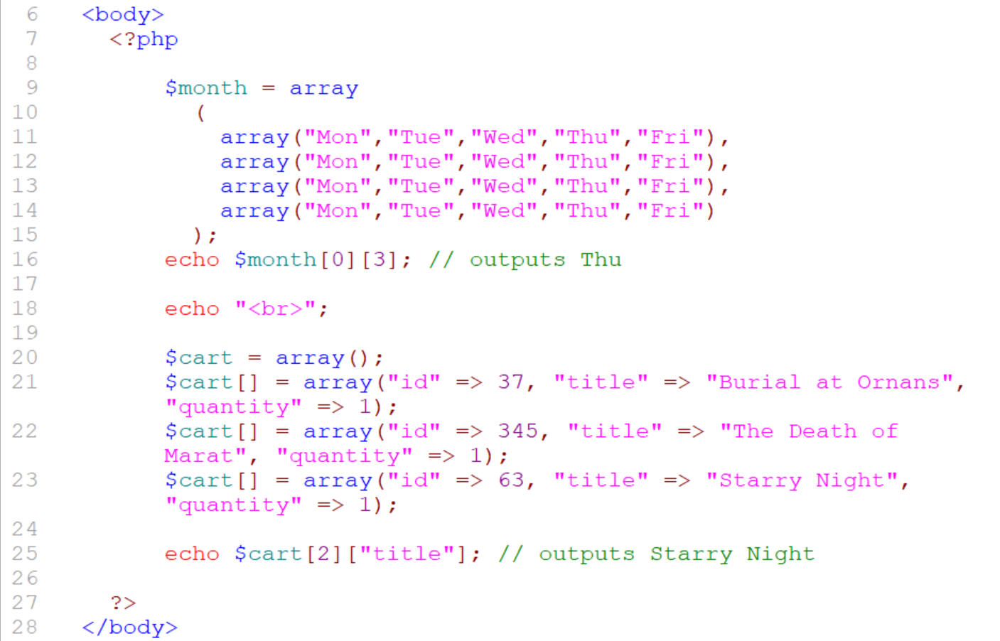 6 <body>
7 <?php
8
9 $month = array
10 (
11 array("Mon","Tue","Wed","Thu","Fri"),
12 array("Mon","Tue","Wed","Thu","Fri"),
13 array("Mon","Tue","Wed","Thu","Fri"),
14 array("Mon","Tue","Wed","Thu","Fri")
15 );
16 echo $month[0][3]; // outputs Thu
17
18 echo "<br>";
19
20 $cart = array();
21 $cart[] = array("id" => 37, "title" => "Burial at Ornans",
"quantity" => 1);
22 $cart[] = array("id" => 345, "title" => "The Death of
Marat", "quantity" => 1);
23 $cart[] = array("id" => 63, "title" => "Starry Night",
"quantity" => 1);
24
25 echo $cart[2]["title"]; // outputs Starry Night
26
27 ?>
28 </body>